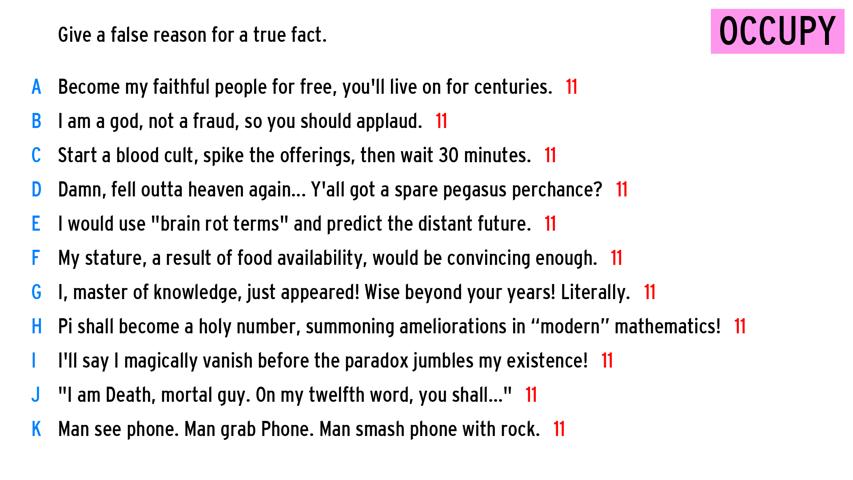 Give a false reason for a true fact.
OCCUPY
A Become my faithful people for free, you'll live on for centuries. 11
B I am a god, not a fraud, so you should applaud. 11
C Start a blood cult, spike the offerings, then wait 30 minutes. 11
D Damn, fell outta heaven again... Y'all got a spare pegasus perchance? 11
E I would use "brain rot terms" and predict the distant future. 11
F My stature, a result of food availability, would be convincing enough. 11
G I, master of knowledge, just appeared! Wise beyond your years! Literally. 11
H Pi shall become a holy number, summoning ameliorations in “modern” mathematics! 11
I I'll say I magically vanish before the paradox jumbles my existence! 11
J "I am Death, mortal guy. On my twelfth word, you shall..." 11
K Man see phone. Man grab Phone. Man smash phone with rock. 11